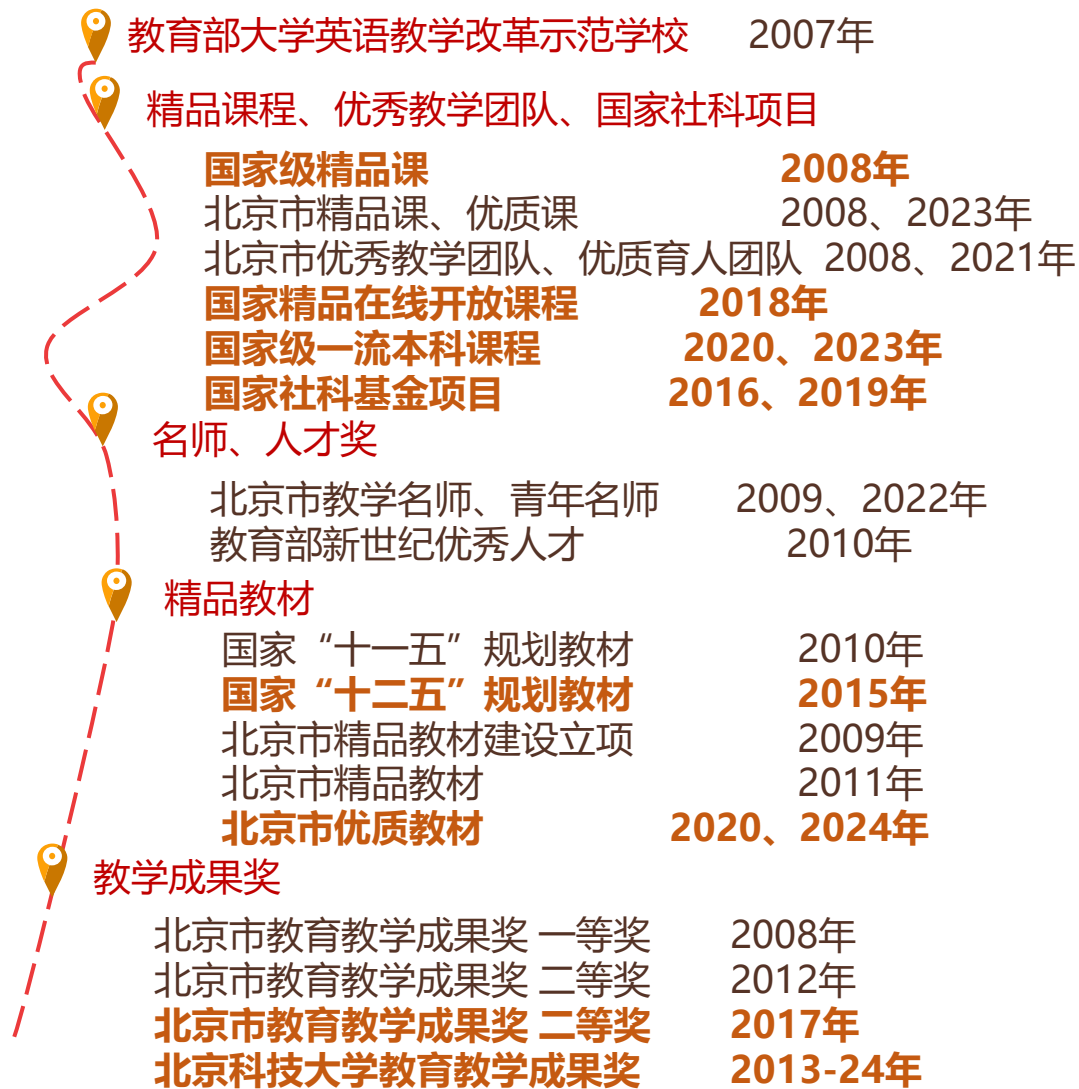 教育部大学英语教学改革示范学校 2007年
精品课程、优秀教学团队、国家社科项目
国家级精品课 2008年
北京市精品课、优质课 2008、2023年
北京市优秀教学团队、优质育人团队 2008、2021年
国家精品在线开放课程 2018年
国家级一流本科课程 2020、2023年
国家社科基金项目 2016、2019年
名师、人才奖
北京市教学名师、青年名师 2009、2022年
教育部新世纪优秀人才 2010年
精品教材
国家“十一五”规划教材 2010年
国家“十二五”规划教材 2015年
北京市精品教材建设立项 2009年
北京市精品教材 2011年
北京市优质教材 2020、2024年
教学成果奖
北京市教育教学成果奖 一等奖 2008年
北京市教育教学成果奖 二等奖 2012年
北京市教育教学成果奖 二等奖 2017年
北京科技大学教育教学成果奖 2013-24年